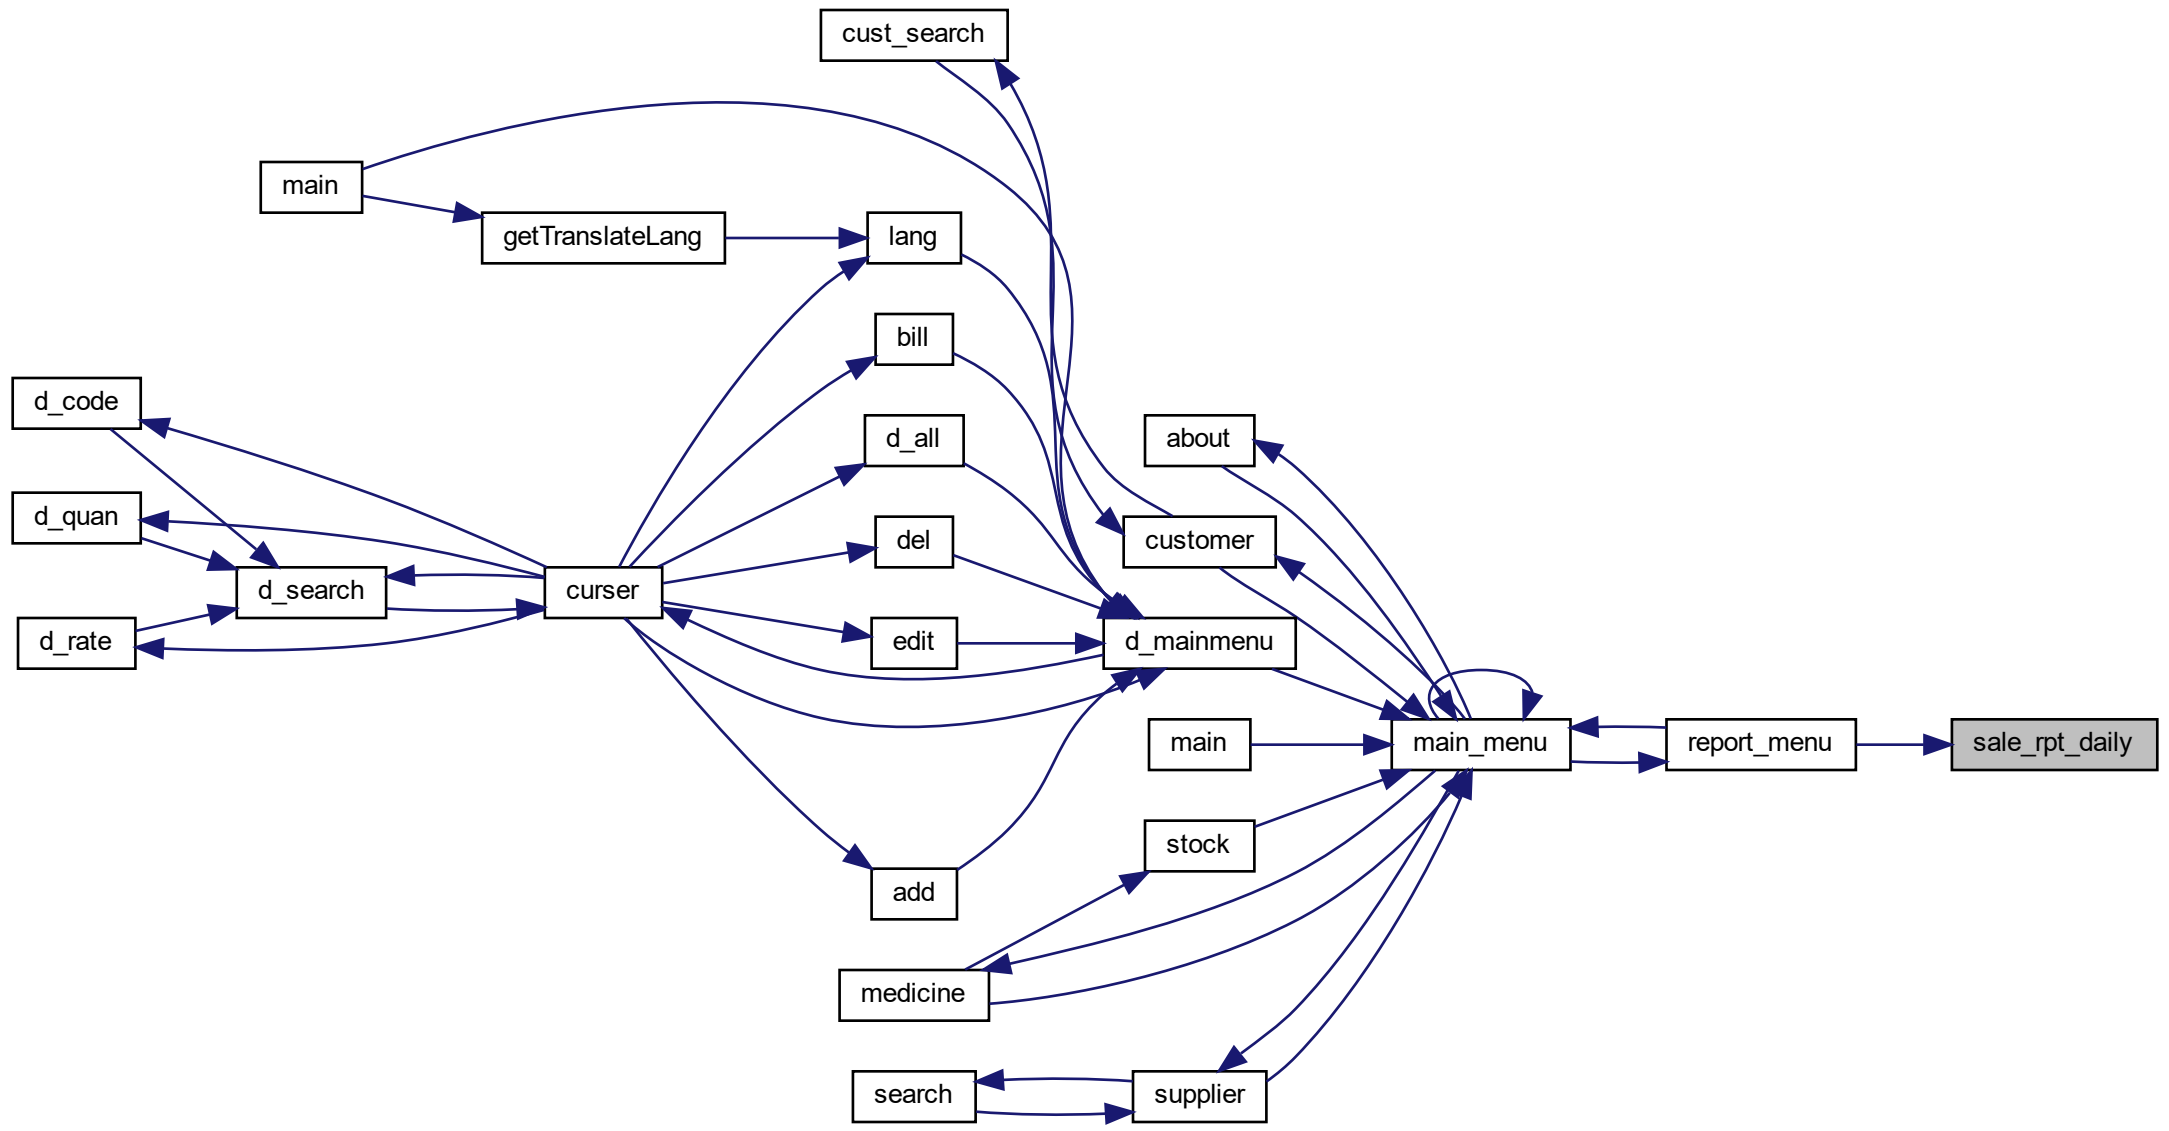 cust_search
main
getTranslateLang
lang
bill
d_code
d_all
about
d_quan
del
customer
d_search
curser
d_rate
edit
d_mainmenu
main
main_menu
report_menu
sale_rpt_daily
stock
add
medicine
search
supplier